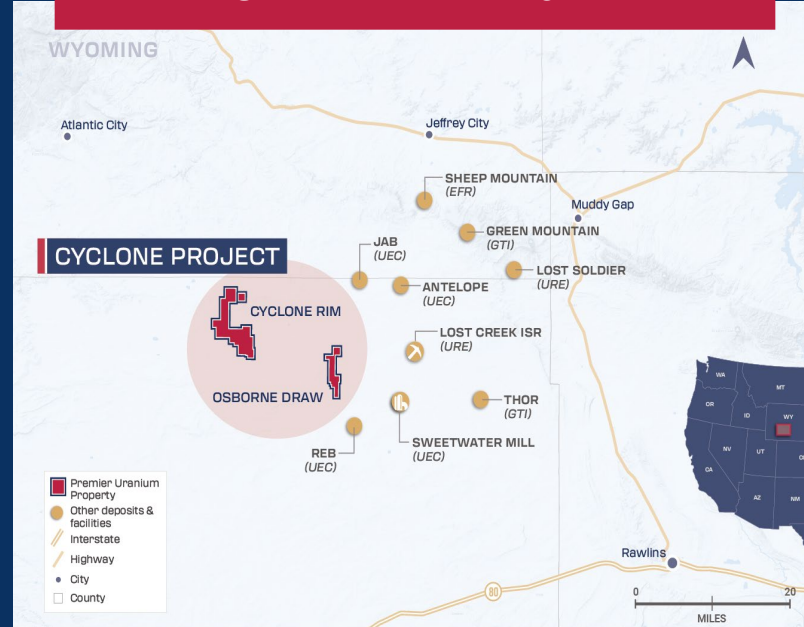 WYOMING
Atlantic City
Jeffrey City
SHEEP MOUNTAIN
(EFR)
Muddy Gap
GREEN MOUNTAIN
(GTI)
JAB
(UEC)
CYCLONE PROJECT
LOST SOLDIER
(URE)
ANTELOPE
(UEC)
CYCLONE RIM
LOST CREEK ISR
(URE)
OSBORNE DRAW
THOR
(GTI)
SWEETWATER MILL
(UEC)
REB
(UEC)
WA
MT
OR
ID
WY
NV
UT
CA
AZ
NM
Premier Uranium
Property
Other deposits &
facilities
Interstate
Highway
City
County
Rawlins
80
0 20
MILES